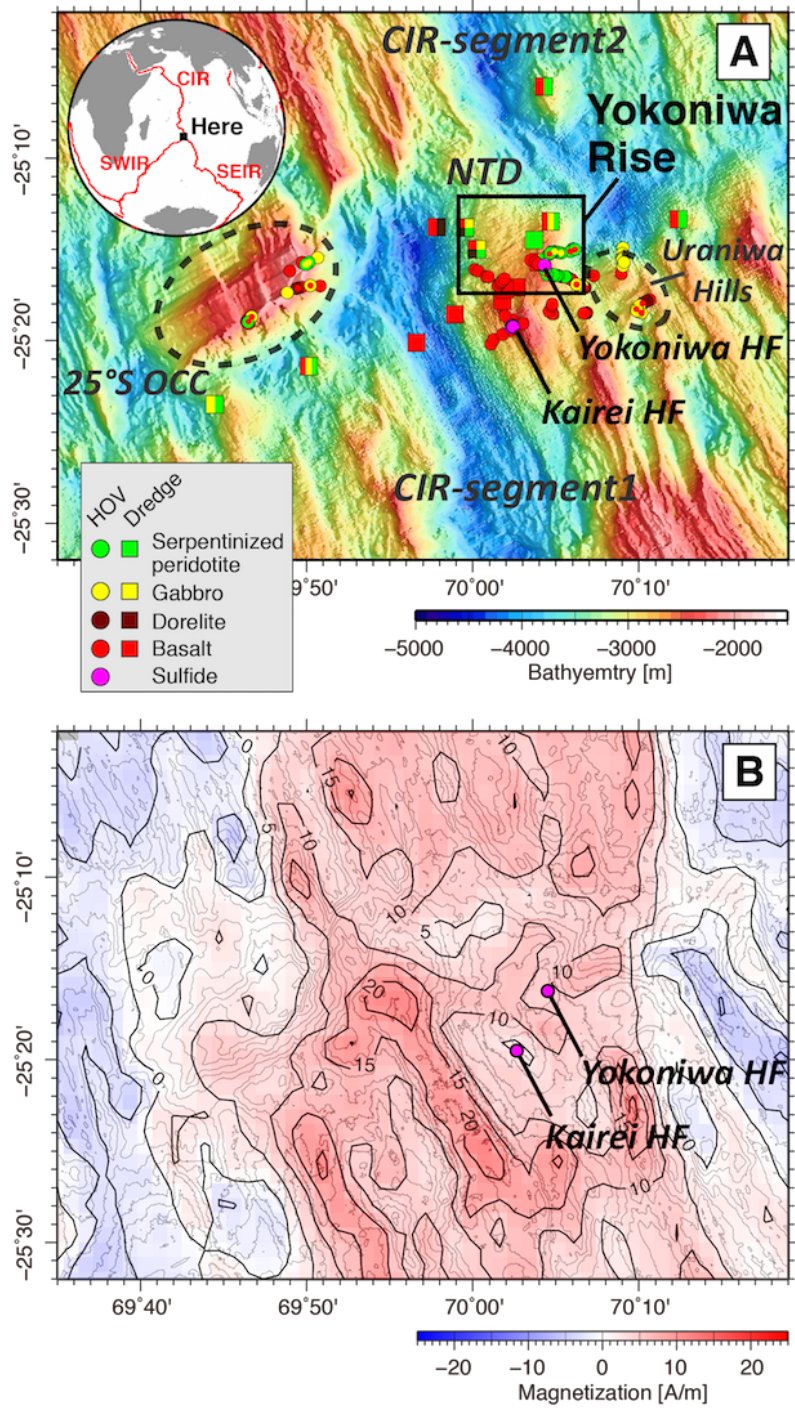 CIR-segment2
A
CIR
Here
SWIR
SEIR
Yokoniwa
Rise
NTD
Uraniwa
Hills
Yokoniwa HF
25°S OCC
Kairei HF
CIR-segment1
-25°10'
-25°20'
-25°30'
HOV
Dredge
Serpentinized
peridotite
Gabbro
Dorelite
Basalt
Sulfide
9°50'
70°00'
70°10'
-5000
-4000
-3000
-2000
Bathyemtry [m]
B
0
10
15
5
10
10
5
0
10
20
10
15
15
20
0
0
10
Yokoniwa HF
Kairei HF
-25°10'
-25°20'
-25°30'
69°40'
69°50'
70°00'
70°10'
-20
-10
0
10
20
Magnetization [A/m]